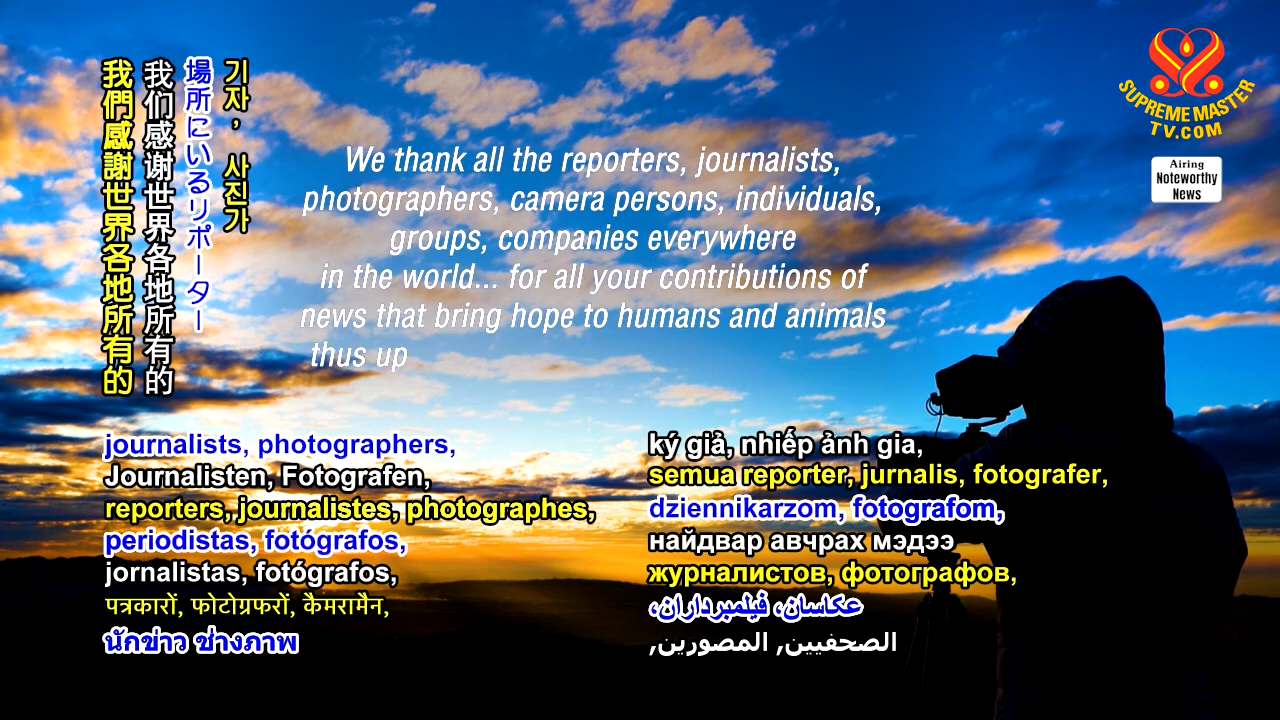 我們感謝世界各地所有的
我们感谢世界各地所有的
場所にいるリポーター
기자, 사진가
We thank all the reporters, journalists,
photographers, camera persons, individuals,
groups, companies everywhere
in the world... for all your contributions of
news that bring hope to humans and animals
thus up
SUPREME MASTER
TV.COM
Airing
Noteworthy
News
journalists, photographers,
Journalisten, Fotografen,
reporters, journalistes, photographes,
periodistas, fotógrafos,
jornalistas, fotógrafos,
पत्रकारों, फोटोग्रफरों, कैमरामैन,
นักข่าว ช่างภาพ
ký giả, nhiếp ảnh gia,
semua reporter, jurnalis, fotografer,
dziennikarzom, fotografom,
найдвар авчрах мэдээ
журналистов, фотографов,
عکاسان، فیلمبرداران،
الصحفيين, المصورين,